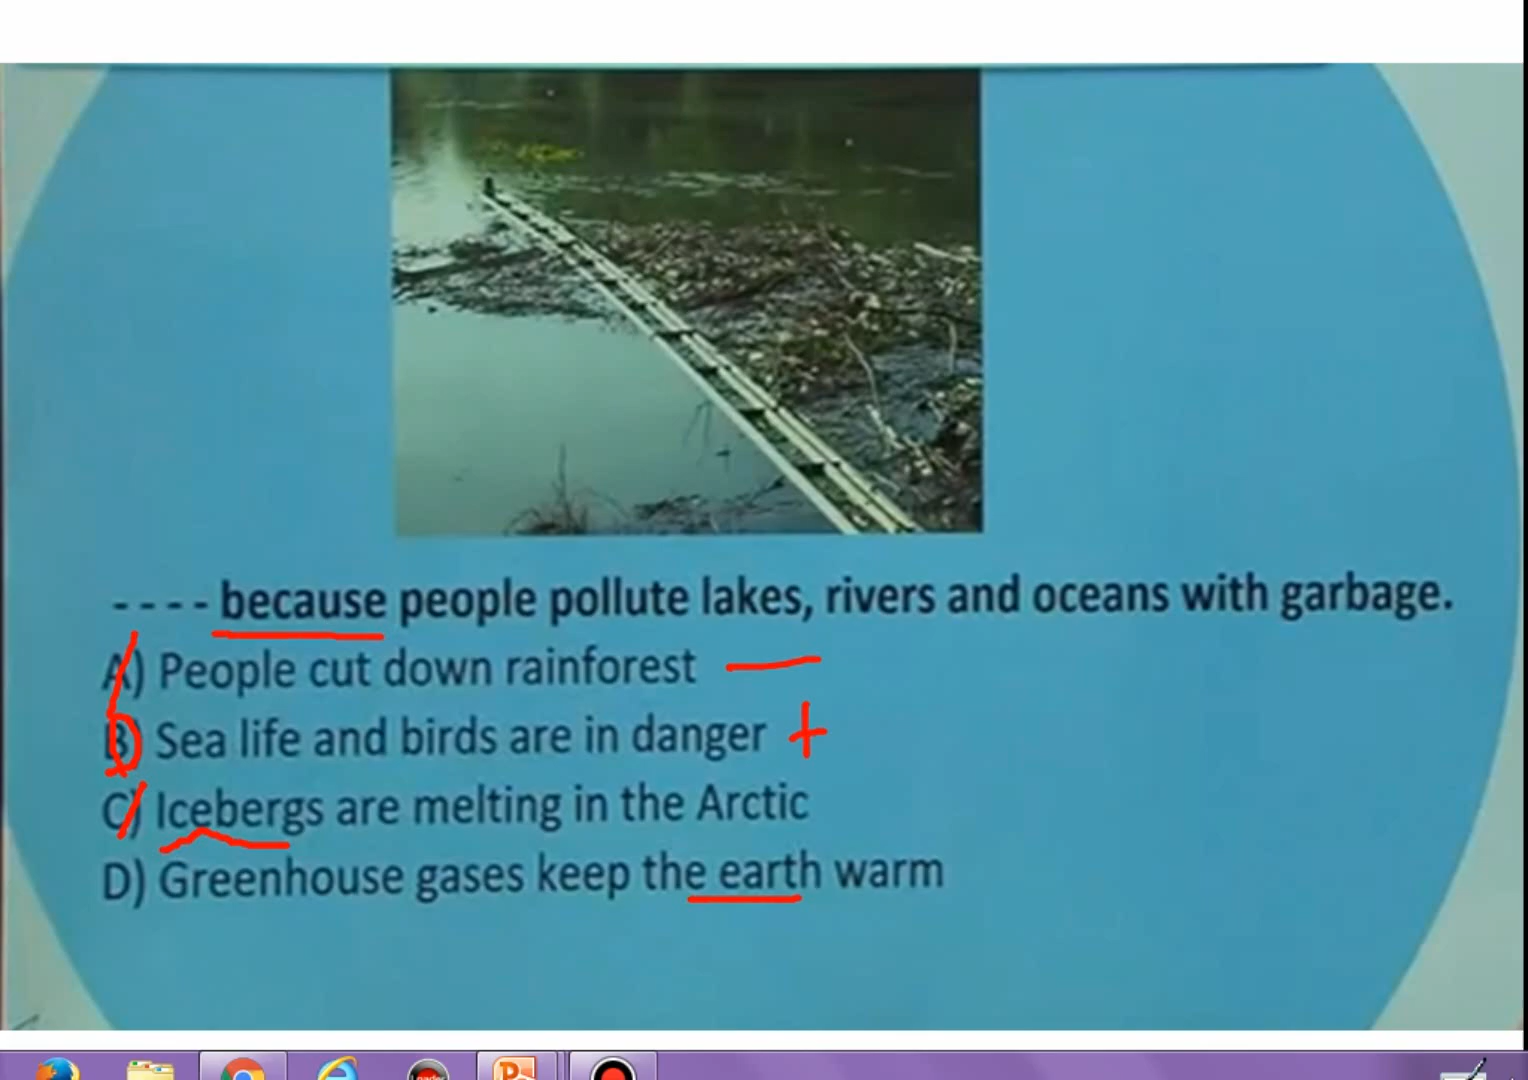 ---- because people pollute lakes, rivers and oceans with garbage.
A) People cut down rainforest
B) Sea life and birds are in danger
C) Icebergs are melting in the Arctic
D) Greenhouse gases keep the earth warm
Loader